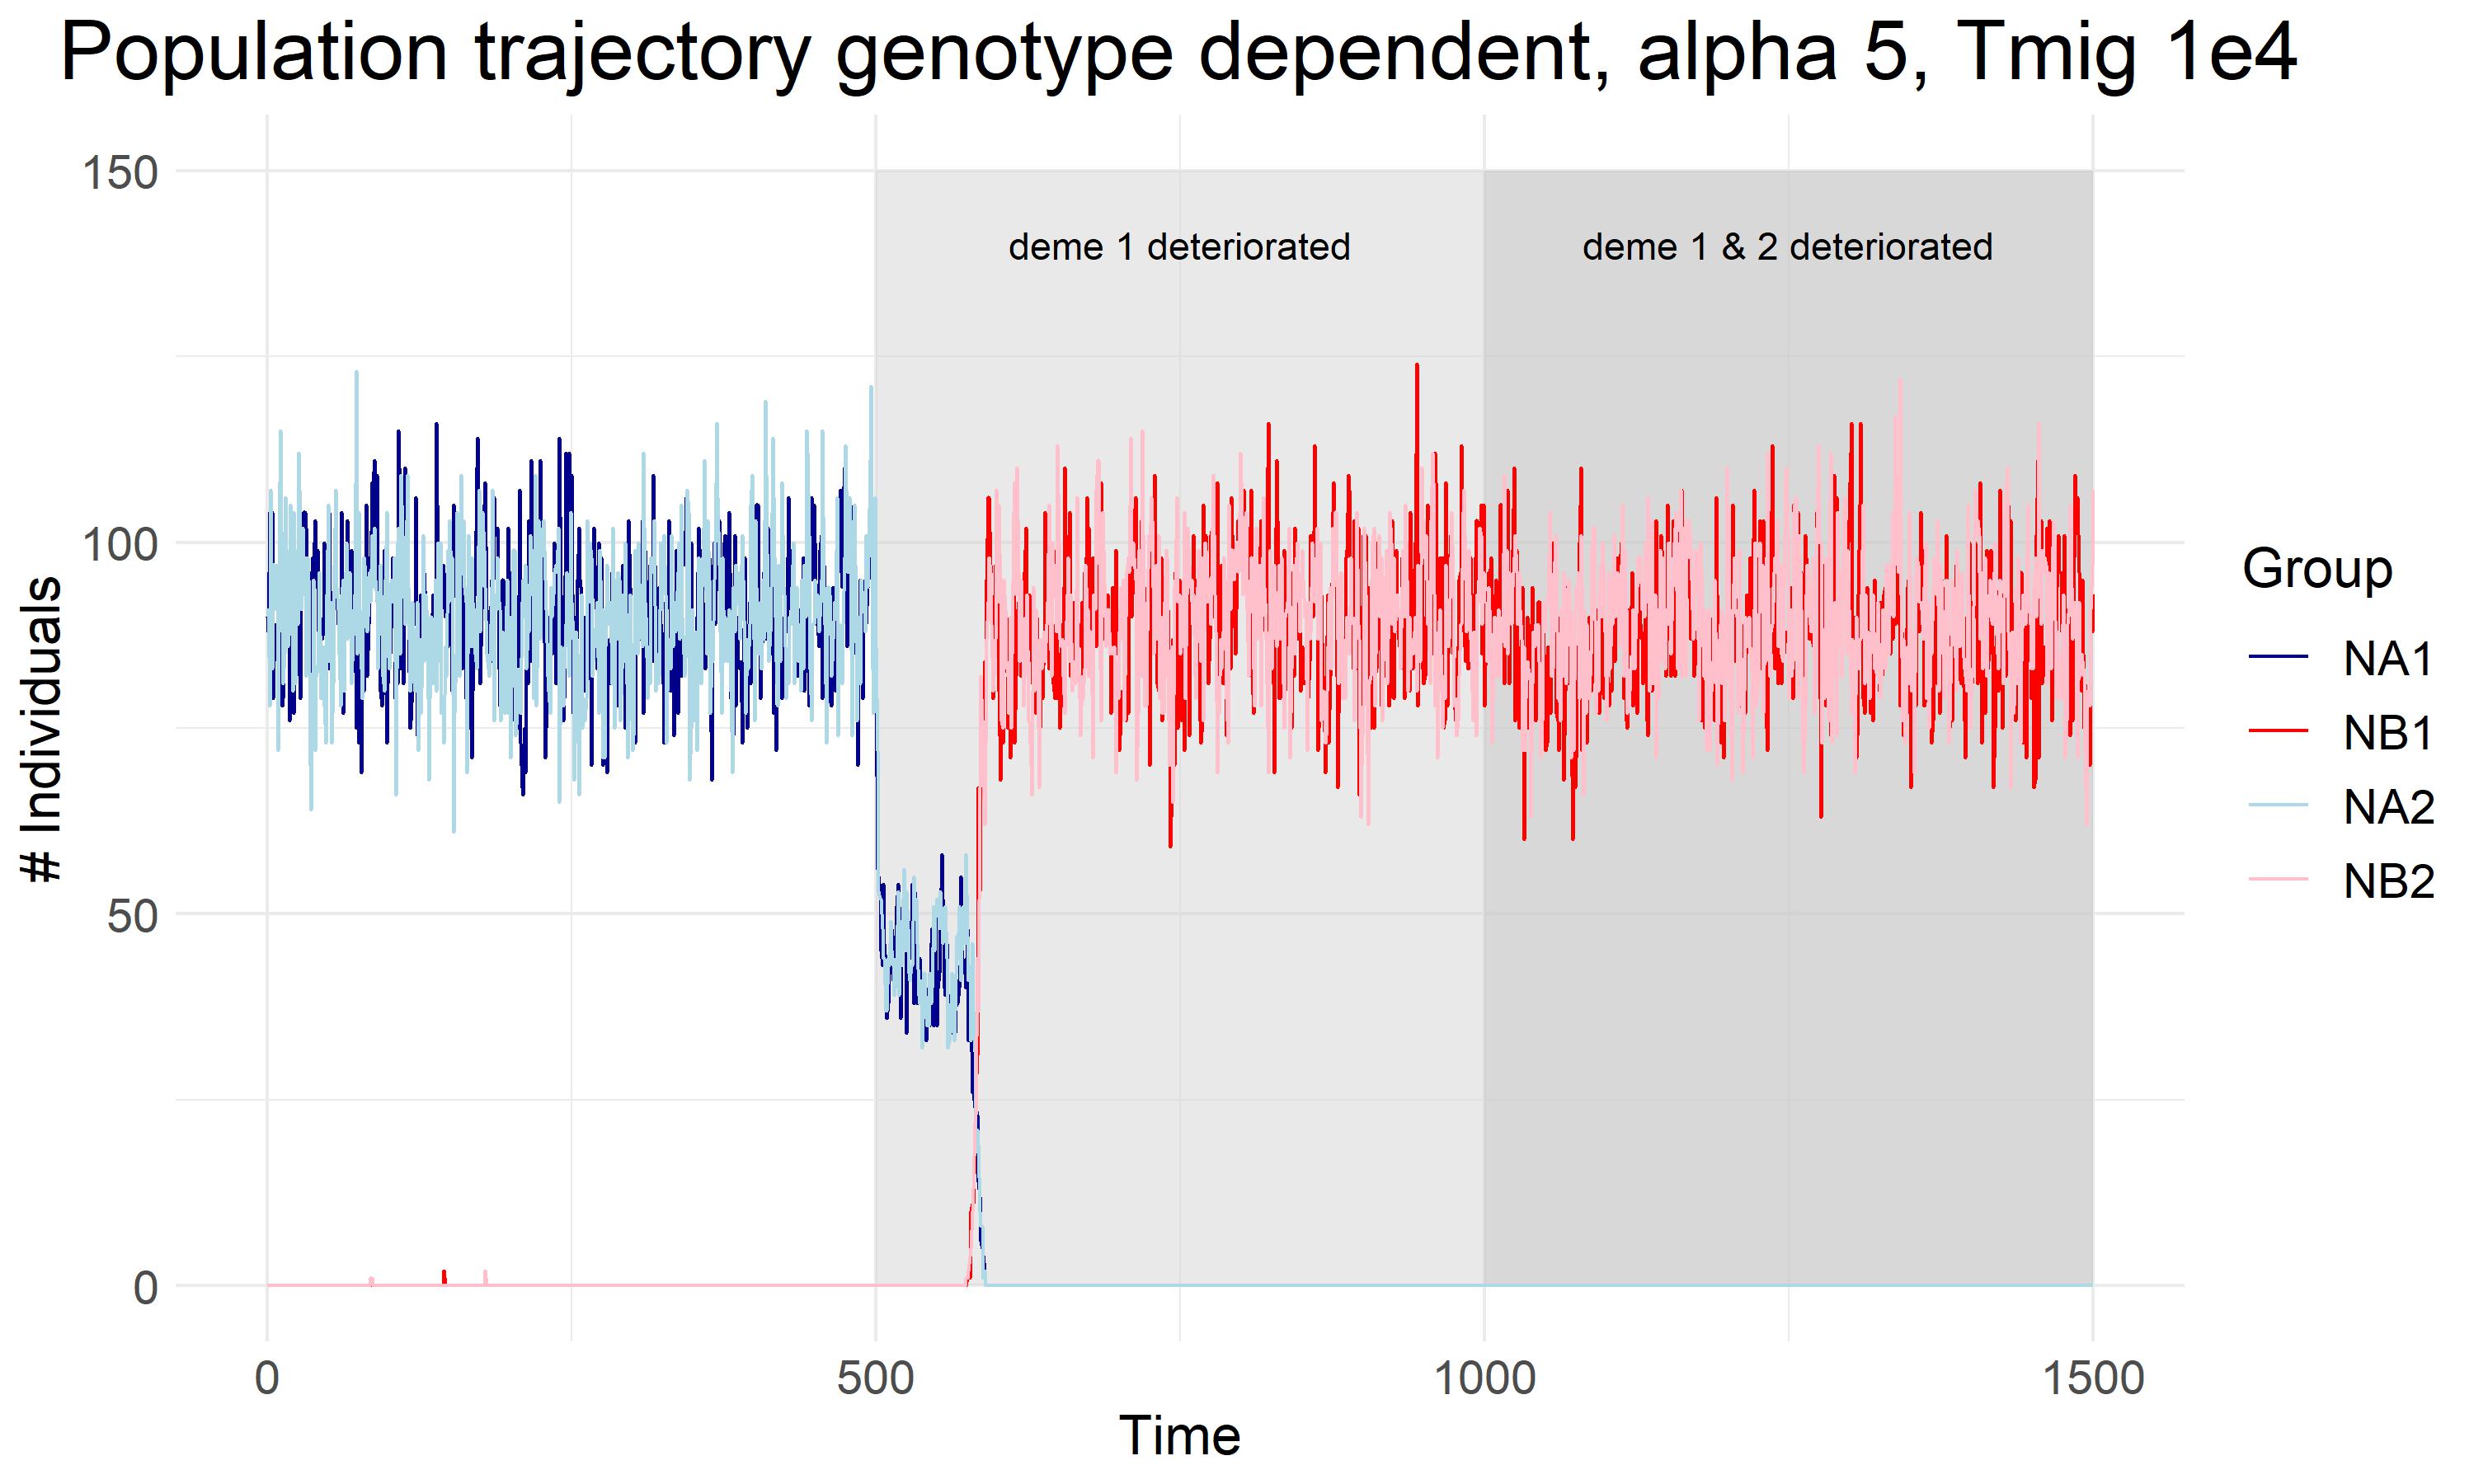 Population trajectory genotype dependent, alpha 5, Tmig 1e4
150
100
50
0
# Individuals
deme 1 deteriorated
deme 1 & 2 deteriorated
0
500
1000
1500
Time
Group
NA1
NB1
NA2
NB2